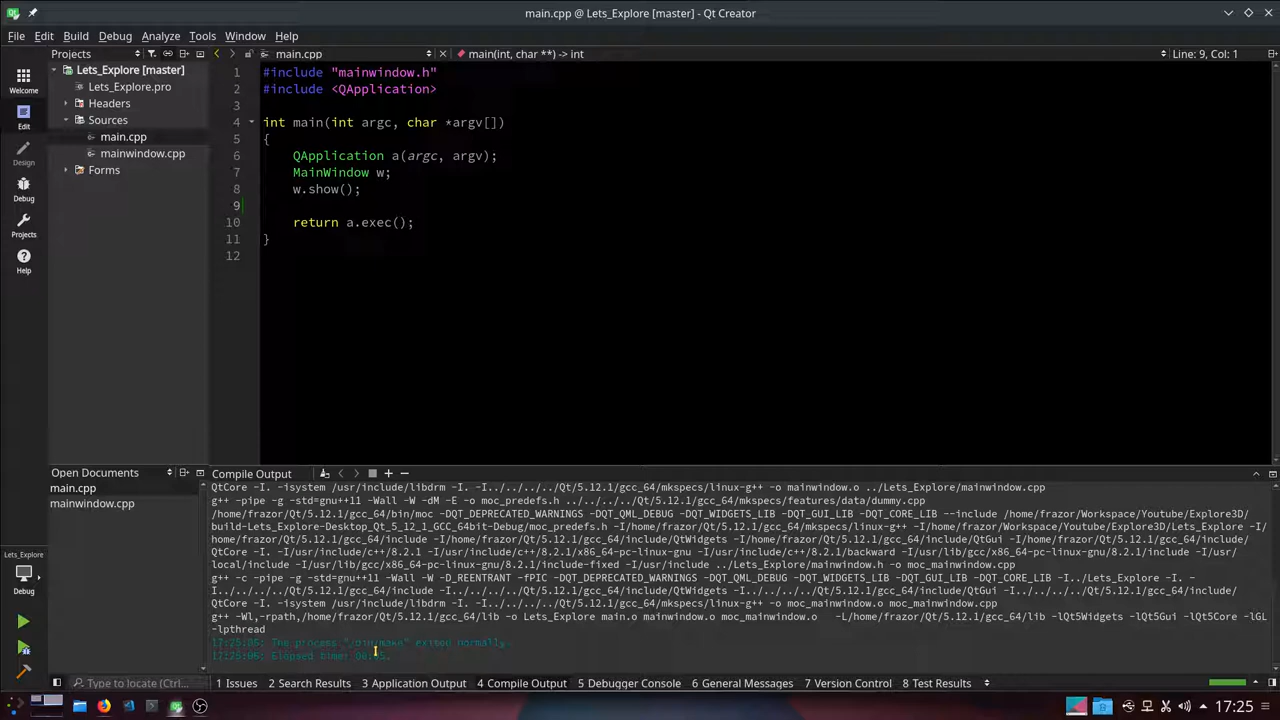 main.cpp @ Lets_Explore [master] - Qt Creator
File Edit Build Debug Analyze Tools Window Help
Projects main.cpp main(int, char **) -> int Line: 9, Col: 1
Welcome
Edit
Design
Debug
Projects
Help
Lets_Explore [master]
Lets_Explore.pro
Headers
Sources
main.cpp
mainwindow.cpp
Forms
1 #include "mainwindow.h"
2 #include <QApplication>
3
4 int main(int argc, char *argv[])
5 {
6 QApplication a(argc, argv);
7 MainWindow w;
8 w.show();
9
10 return a.exec();
11 }
12
Open Documents
main.cpp
mainwindow.cpp
Lets_Explore
Debug
Compile Output
QtCore -I. -isystem /usr/include/libdrm -I. -I../../../../Qt/5.12.1/gcc_64/mkspecs/linux-g++ -o mainwindow.o ../Lets_Explore/mainwindow.cpp
g++ -pipe -g -std=gnu++11 -Wall -W -dM -E -o moc_predefs.h ../../../../Qt/5.12.1/gcc_64/mkspecs/features/data/dummy.cpp
/home/frazor/Qt/5.12.1/gcc_64/bin/moc -DQT_DEPRECATED_WARNINGS -DQT_QML_DEBUG -DQT_WIDGETS_LIB -DQT_GUI_LIB -DQT_CORE_LIB --include /home/frazor/Workspace/Youtube/Explore3D/
build-Lets_Explore-Desktop_Qt_5_12_1_GCC_64bit-Debug/moc_predefs.h -I/home/frazor/Qt/5.12.1/gcc_64/mkspecs/linux-g++ -I/home/frazor/Workspace/Youtube/Explore3D/Lets_Explore -I/
home/frazor/Qt/5.12.1/gcc_64/include -I/home/frazor/Qt/5.12.1/gcc_64/include/QtWidgets -I/home/frazor/Qt/5.12.1/gcc_64/include/QtGui -I/home/frazor/Qt/5.12.1/gcc_64/include/
QtCore -I. -I/usr/include/c++/8.2.1 -I/usr/include/c++/8.2.1/x86_64-pc-linux-gnu -I/usr/include/c++/8.2.1/backward -I/usr/lib/gcc/x86_64-pc-linux-gnu/8.2.1/include -I/usr/
local/include -I/usr/lib/gcc/x86_64-pc-linux-gnu/8.2.1/include-fixed -I/usr/include ../Lets_Explore/mainwindow.h -o moc_mainwindow.cpp
g++ -c -pipe -g -std=gnu++11 -Wall -W -D_REENTRANT -fPIC -DQT_DEPRECATED_WARNINGS -DQT_QML_DEBUG -DQT_WIDGETS_LIB -DQT_GUI_LIB -DQT_CORE_LIB -I../Lets_Explore -I. -
I../../../../Qt/5.12.1/gcc_64/include -I../../../../Qt/5.12.1/gcc_64/include/QtWidgets -I../../../../Qt/5.12.1/gcc_64/include/QtGui -I../../../../Qt/5.12.1/gcc_64/include/
QtCore -I. -isystem /usr/include/libdrm -I. -I../../../../Qt/5.12.1/gcc_64/mkspecs/linux-g++ -o moc_mainwindow.o moc_mainwindow.cpp
g++ -Wl,-rpath,/home/frazor/Qt/5.12.1/gcc_64/lib -o Lets_Explore main.o mainwindow.o moc_mainwindow.o -L/home/frazor/Qt/5.12.1/gcc_64/lib -lQt5Widgets -lQt5Gui -lQt5Core -lGL
-lpthread
17:25:05: The process "/bin/make" exited normally.
17:25:05: Elapsed time:
Type to locate (Ctrl... 1 Issues 2 Search Results 3 Application Output 4 Compile Output 5 Debugger Console 6 General Messages 7 Version Control 8 Test Results
17:25